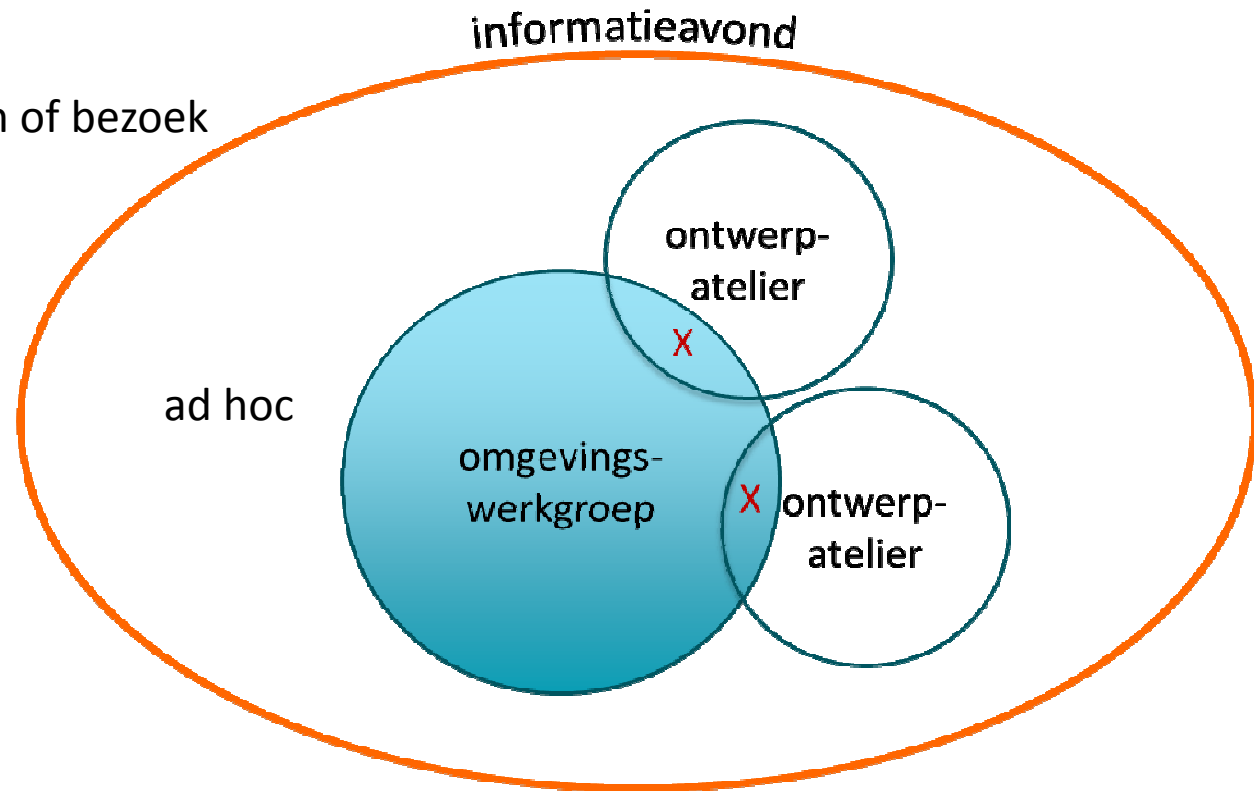 informatieavond
of bezoek
ontwerp-
atelier
X
ad hoc
omgevings-
werkgroep
X ontwerp-
atelier